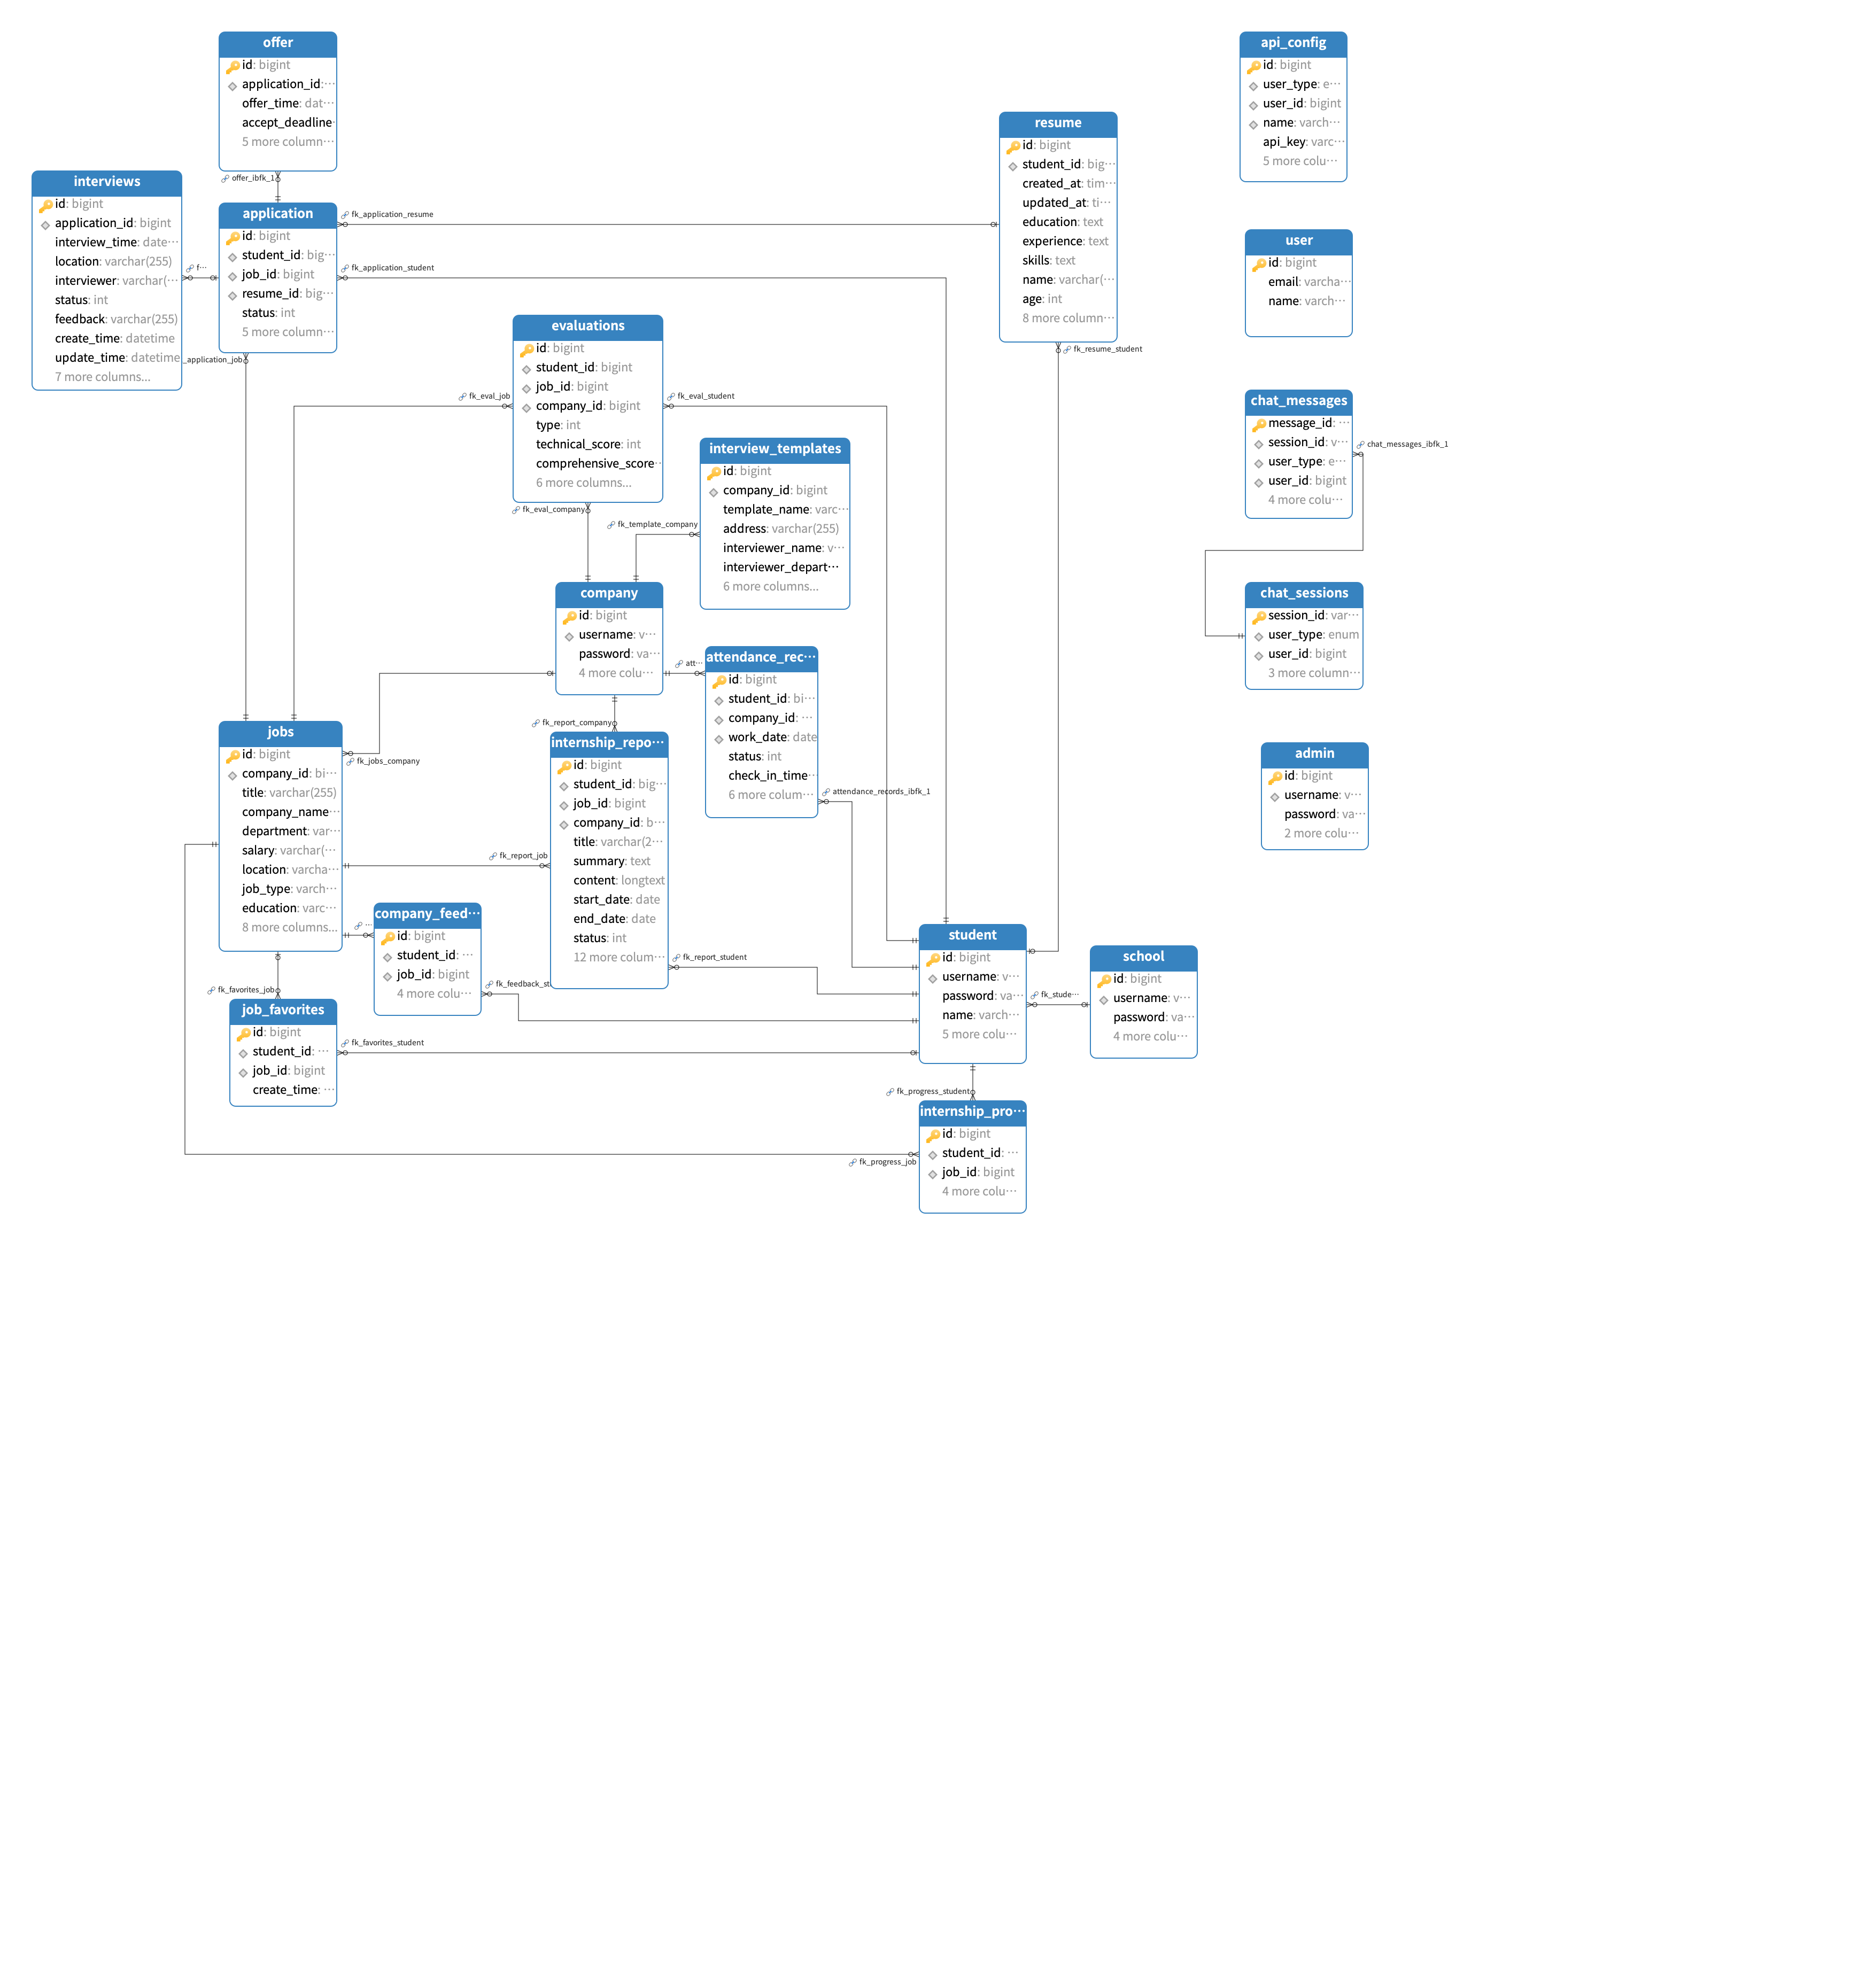 offer
id: bigint
application_id:···
offer_time: dat···
accept_deadline
5 more column···
offer_ibfk_1
interviews
id: bigint
application_id: bigint
interview_time: date···
location: varchar(255)
interviewer: varchar(···
status: int
feedback: varchar(255)
create_time: datetime
update_time: datetime
7 more columns...
f···
application
id: bigint
student_id: big···
job_id: bigint
resume_id: big···
status: int
5 more column···
_application_job
fk_application_resume
fk_application_student
resume
id: bigint
student_id: big···
created_at: tim···
updated_at: ti···
education: text
experience: text
skills: text
name: varchar(···
age: int
8 more column···
fk_resume_student
api_config
id: bigint
user_type: e···
user_id: bigint
name: varch···
api_key: varc···
5 more colu···
user
id: bigint
email: varcha···
name: varch···
evaluations
id: bigint
student_id: bigint
job_id: bigint
company_id: bigint
type: int
technical_score: int
comprehensive_score··
6 more columns...
fk_eval_job
fk_eval_student
fk_eval_company
interview_templates
id: bigint
company_id: bigint
template_name: varc···
address: varchar(255)
interviewer_name: v···
interviewer_depart···
6 more columns...
fk_template_company
chat_messages
message_id: ···
session_id: v···
user_type: e···
user_id: bigint
4 more colu···
chat_messages_ibfk_1
company
id: bigint
username: v···
password: va···
4 more colu···
att···
fk_report_company
attendance_rec···
id: bigint
student_id: bi···
company_id: ···
work_date: date
status: int
check_in_time···
6 more colum···
attendance_records_ibfk_1
chat_sessions
session_id: var···
user_type: enum
user_id: bigint
3 more column···
jobs
id: bigint
company_id: bi···
title: varchar(255)
company_name···
department: var···
salary: varchar(···
location: varcha···
job_type: varch···
education: varc···
8 more columns...
fk_jobs_company
internship_repo···
id: bigint
student_id: big···
job_id: bigint
company_id: b···
title: varchar(2···
summary: text
content: longtext
start_date: date
end_date: date
status: int
12 more colum···
fk_report_job
fk_report_student
admin
id: bigint
username: v···
password: va···
2 more colu···
company_feed···
id: bigint
student_id: ···
job_id: bigint
4 more colu···
···
fk_feedback_st
student
id: bigint
username: v···
password: va···
name: varch···
5 more colu···
fk_stude···
school
id: bigint
username: v···
password: va···
4 more colu···
fk_favorites_job
job_favorites
id: bigint
student_id: ···
job_id: bigint
create_time: ···
fk_favorites_student
fk_progress_student
internship_pro···
id: bigint
student_id: ···
job_id: bigint
4 more colu···
fk_progress_job